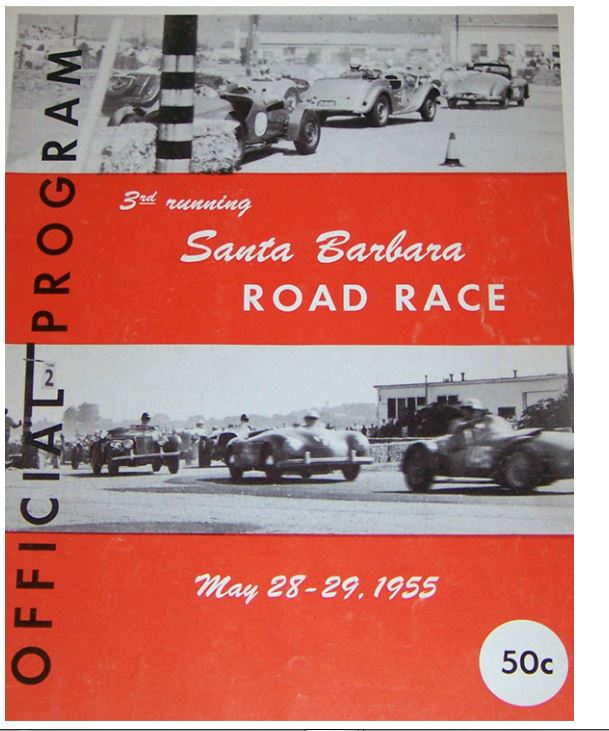 OFFICIAL PROGRAM
3rd running
Santa Barbara
ROAD RACE
2
May 28-29, 1955
50c